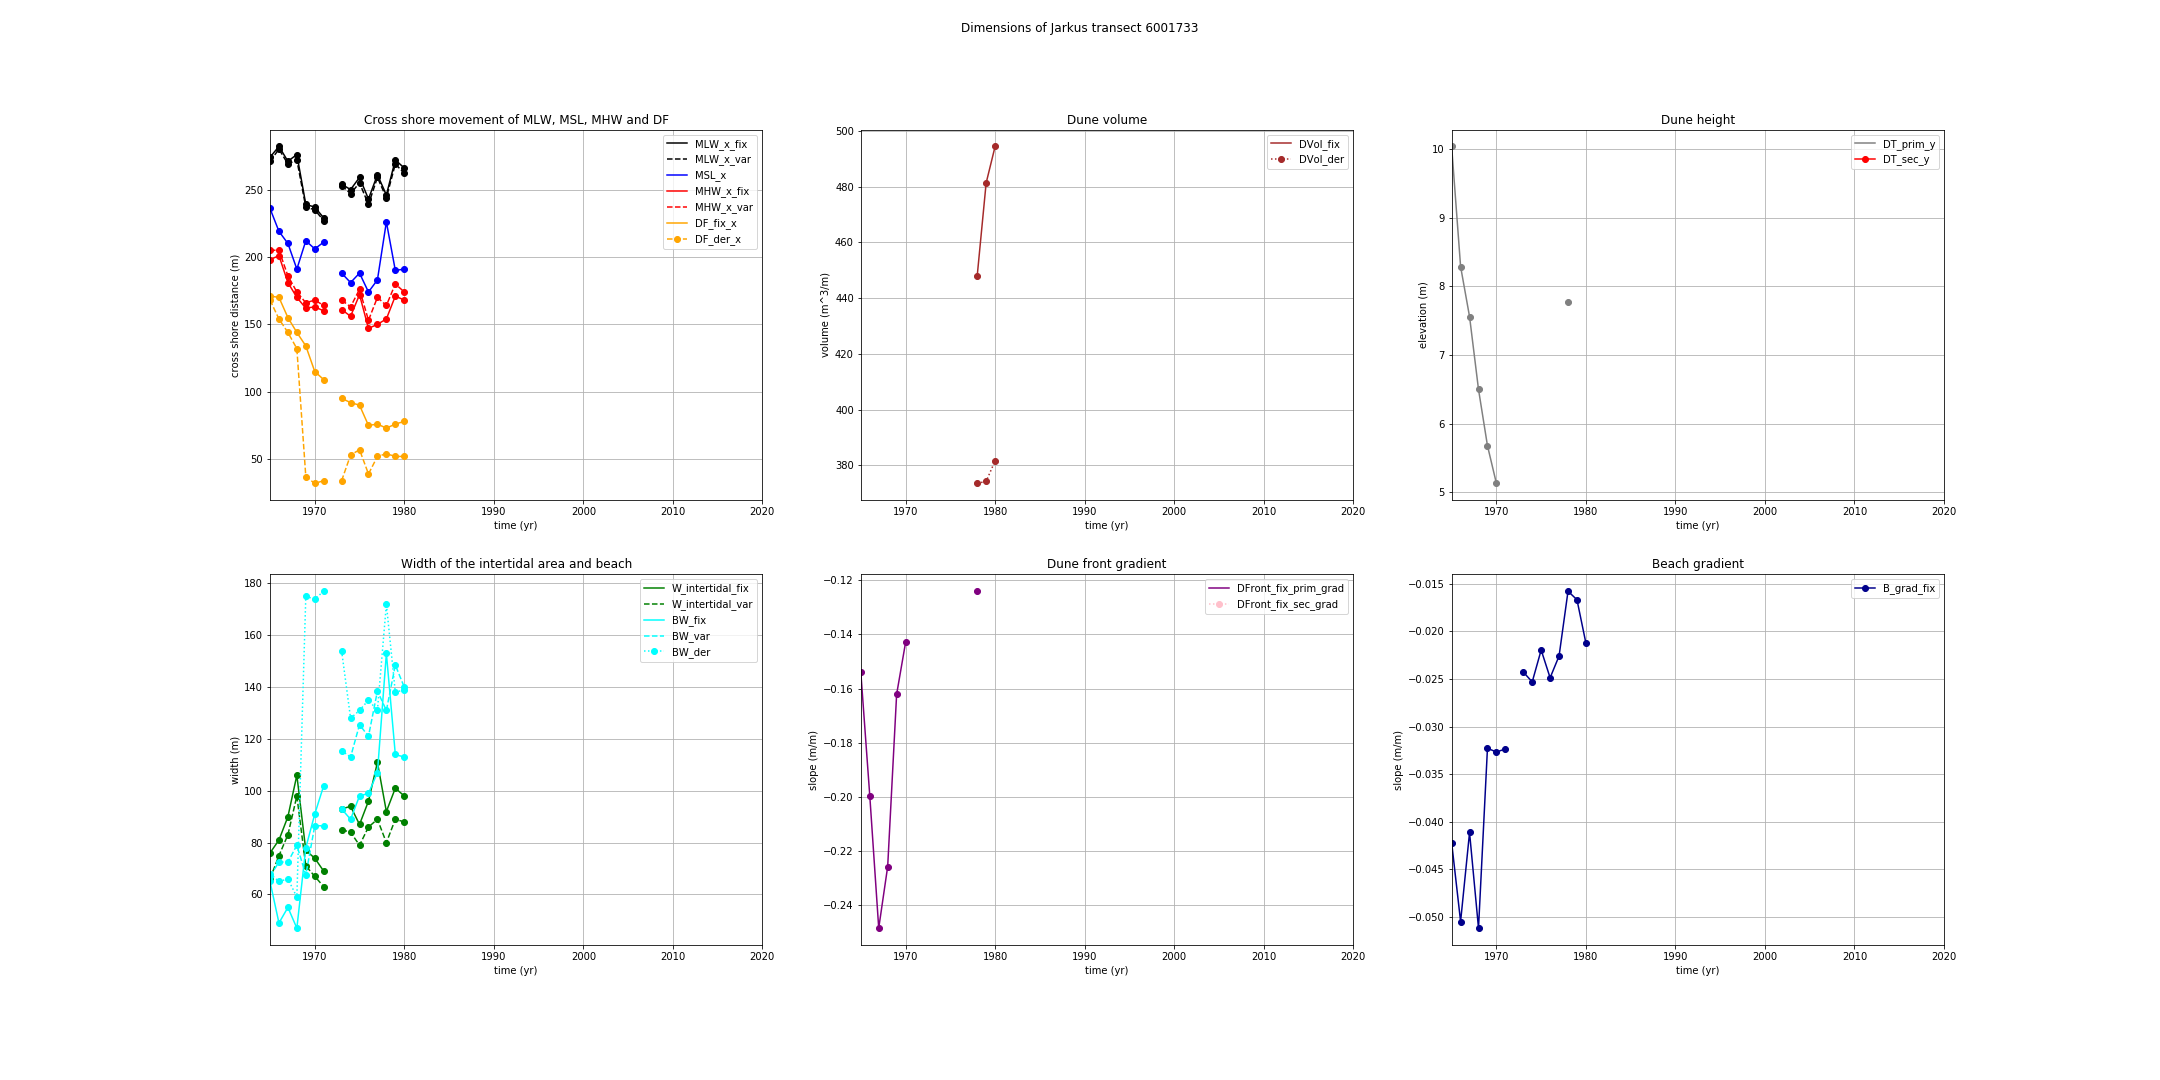 Dimensions of Jarkus transect 6001733
Cross shore movement of MLW, MSL, MHW and DF
250
200
150
100
50
cross shore distance (m)
MLW_x_fix
MLW_x_var
MSL_x
MHW_x_fix
MHW_x_var
DF_fix_x
DF_der_x
1970 1980 1990 2000 2010 2020
time (yr)
Dune volume
500
480
460
440
420
400
380
volume (m^3/m)
DVol_fix
DVol_der
1970 1980 1990 2000 2010 2020
time (yr)
Dune height
10
9
8
7
6
5
elevation (m)
DT_prim_y
DT_sec_y
1970 1980 1990 2000 2010 2020
time (yr)
Width of the intertidal area and beach
180
160
140
120
100
80
60
width (m)
W_intertidal_fix
W_intertidal_var
BW_fix
BW_var
BW_der
1970 1980 1990 2000 2010 2020
time (yr)
Dune front gradient
−0.12
−0.14
−0.16
−0.18
−0.20
−0.22
−0.24
slope (m/m)
DFront_fix_prim_grad
DFront_fix_sec_grad
1970 1980 1990 2000 2010 2020
time (yr)
Beach gradient
−0.015
−0.020
−0.025
−0.030
−0.035
−0.040
−0.045
−0.050
slope (m/m)
B_grad_fix
1970 1980 1990 2000 2010 2020
time (yr)